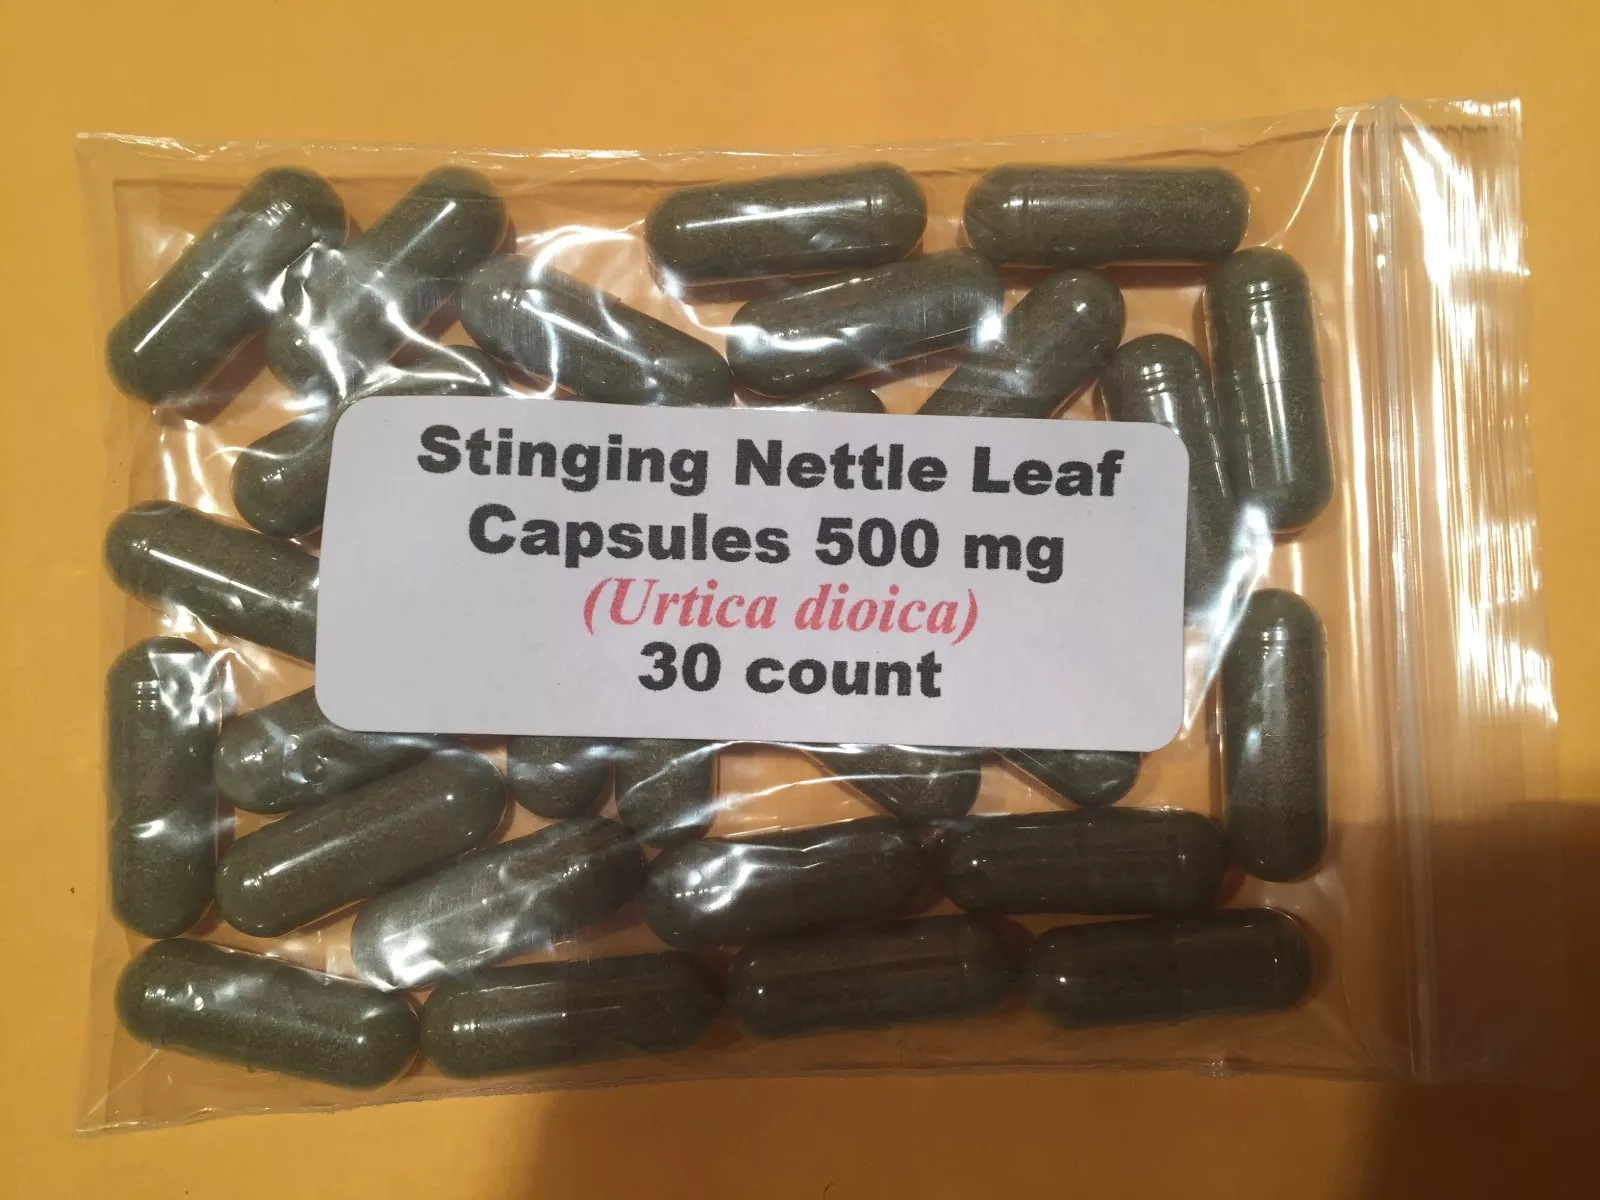 Stinging Nettle Leaf
Capsules 500 mg
(Urtica dioica)
30 count